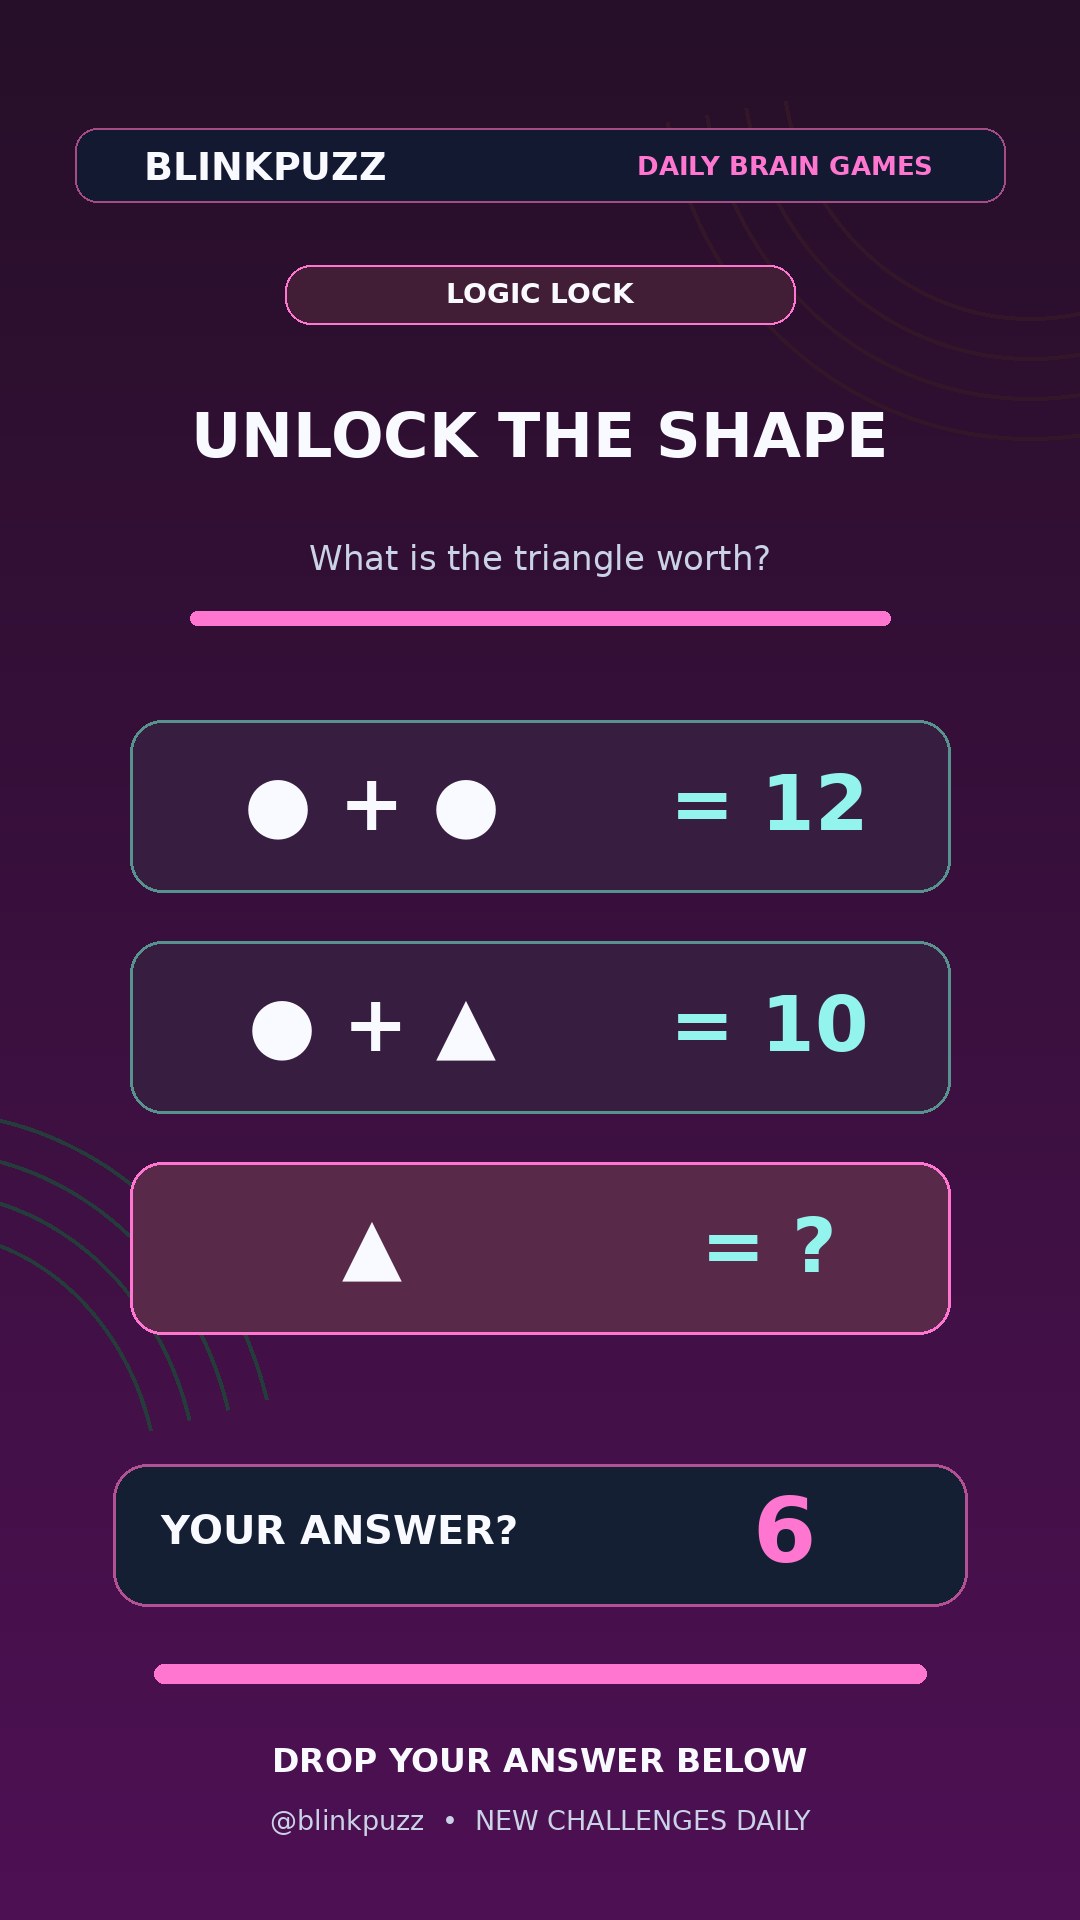 BLINKPUZZ DAILY BRAIN GAMES
LOGIC LOCK
UNLOCK THE SHAPE
What is the triangle worth?
● + ● = 12
● + ▲ = 10
▲ = ?
YOUR ANSWER? 6
DROP YOUR ANSWER BELOW
@blinkpuzz • NEW CHALLENGES DAILY